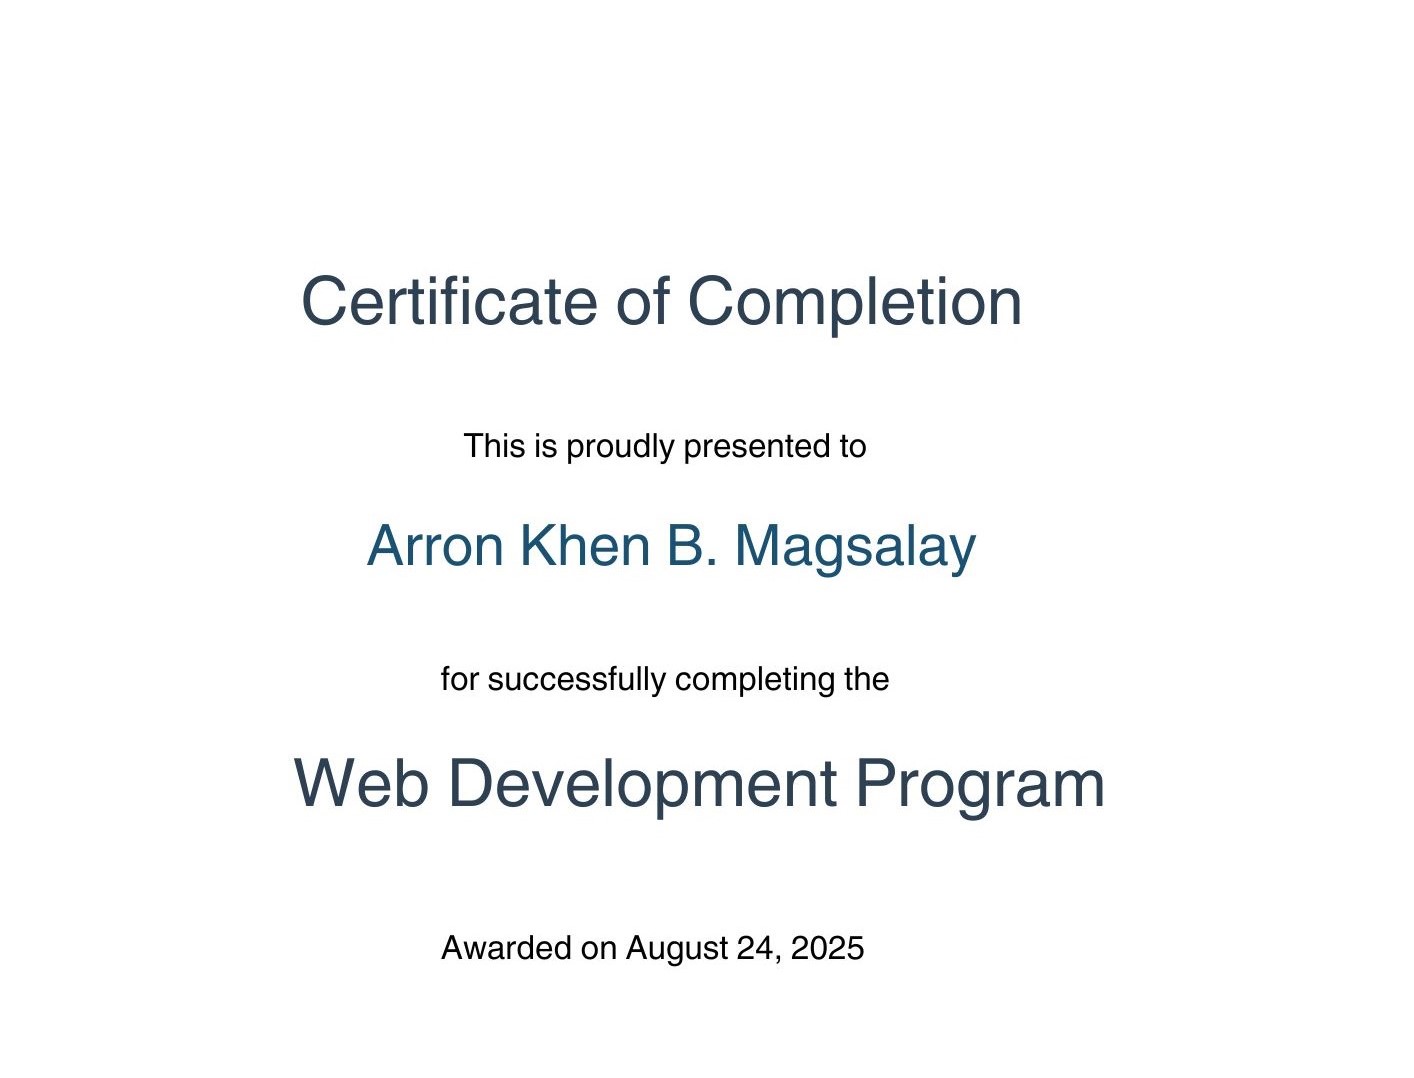 Certificate of Completion
This is proudly presented to
Arron Khen B. Magsalay
for successfully completing the
Web Development Program
Awarded on August 24, 2025